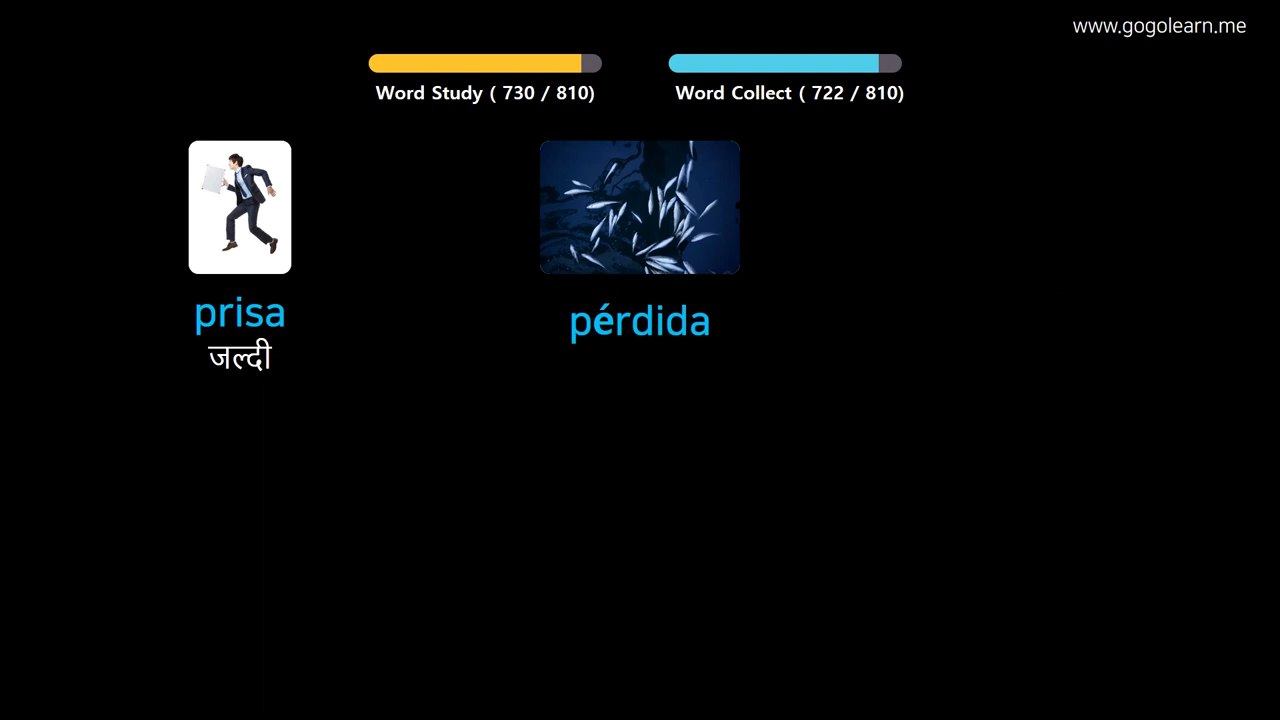 www.gogolearn.me
Word Study ( 730 / 810)
Word Collect ( 722 / 810)
prisa
जल्दी
pérdida